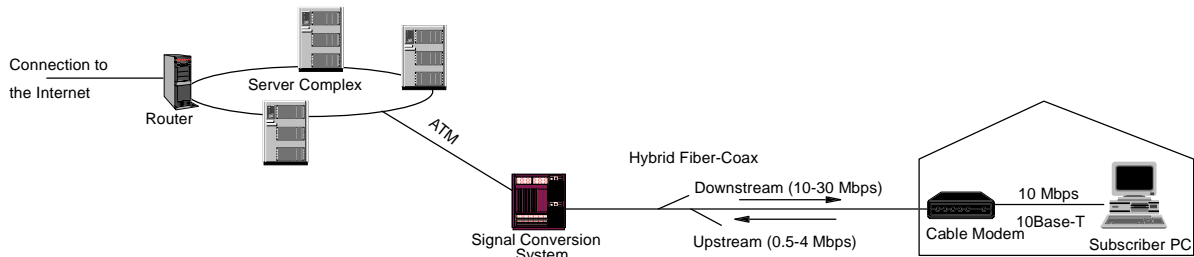 Connection to
the Internet
Router
Server Complex
ATM
Signal Conversion
System
Hybrid Fiber-Coax
Downstream (10-30 Mbps)
Upstream (0.5-4 Mbps)
Cable Modem
10 Mbps
10Base-T
Subscriber PC